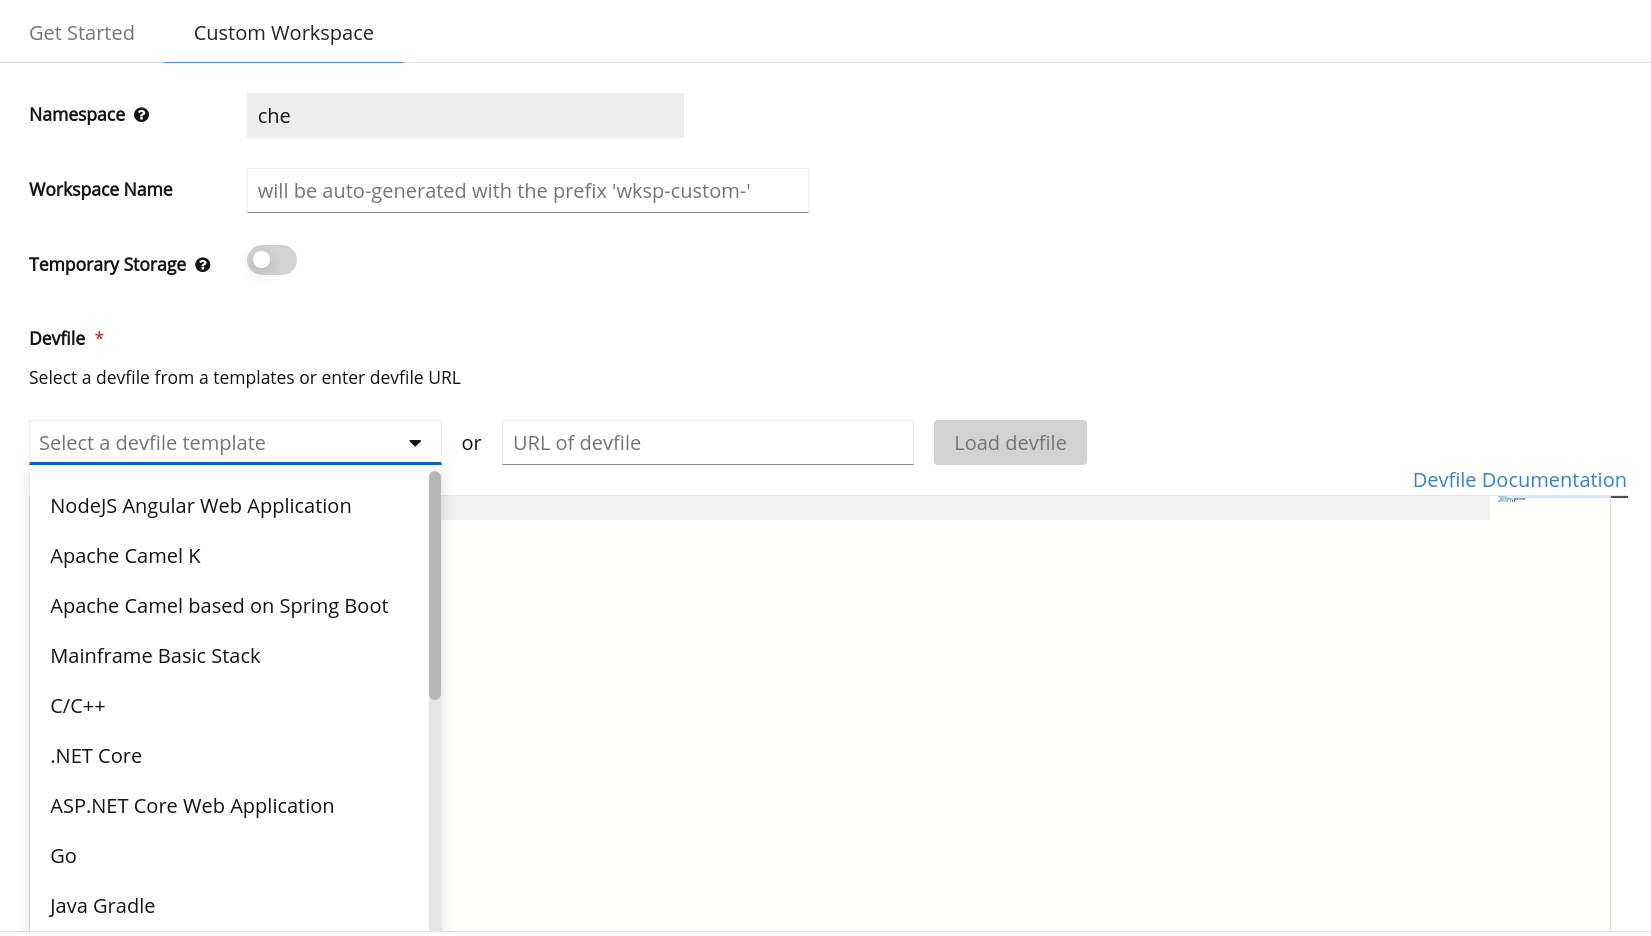 Get Started
Custom Workspace
Namespace
che
Workspace Name
will be auto-generated with the prefix 'wksp-custom-'
Temporary Storage
Devfile *
Select a devfile from a templates or enter devfile URL
Select a devfile template
or
URL of devfile
Load devfile
Devfile Documentation
NodeJS Angular Web Application
Apache Camel K
Apache Camel based on Spring Boot
Mainframe Basic Stack
C/C++
.NET Core
ASP.NET Core Web Application
Go
Java Gradle